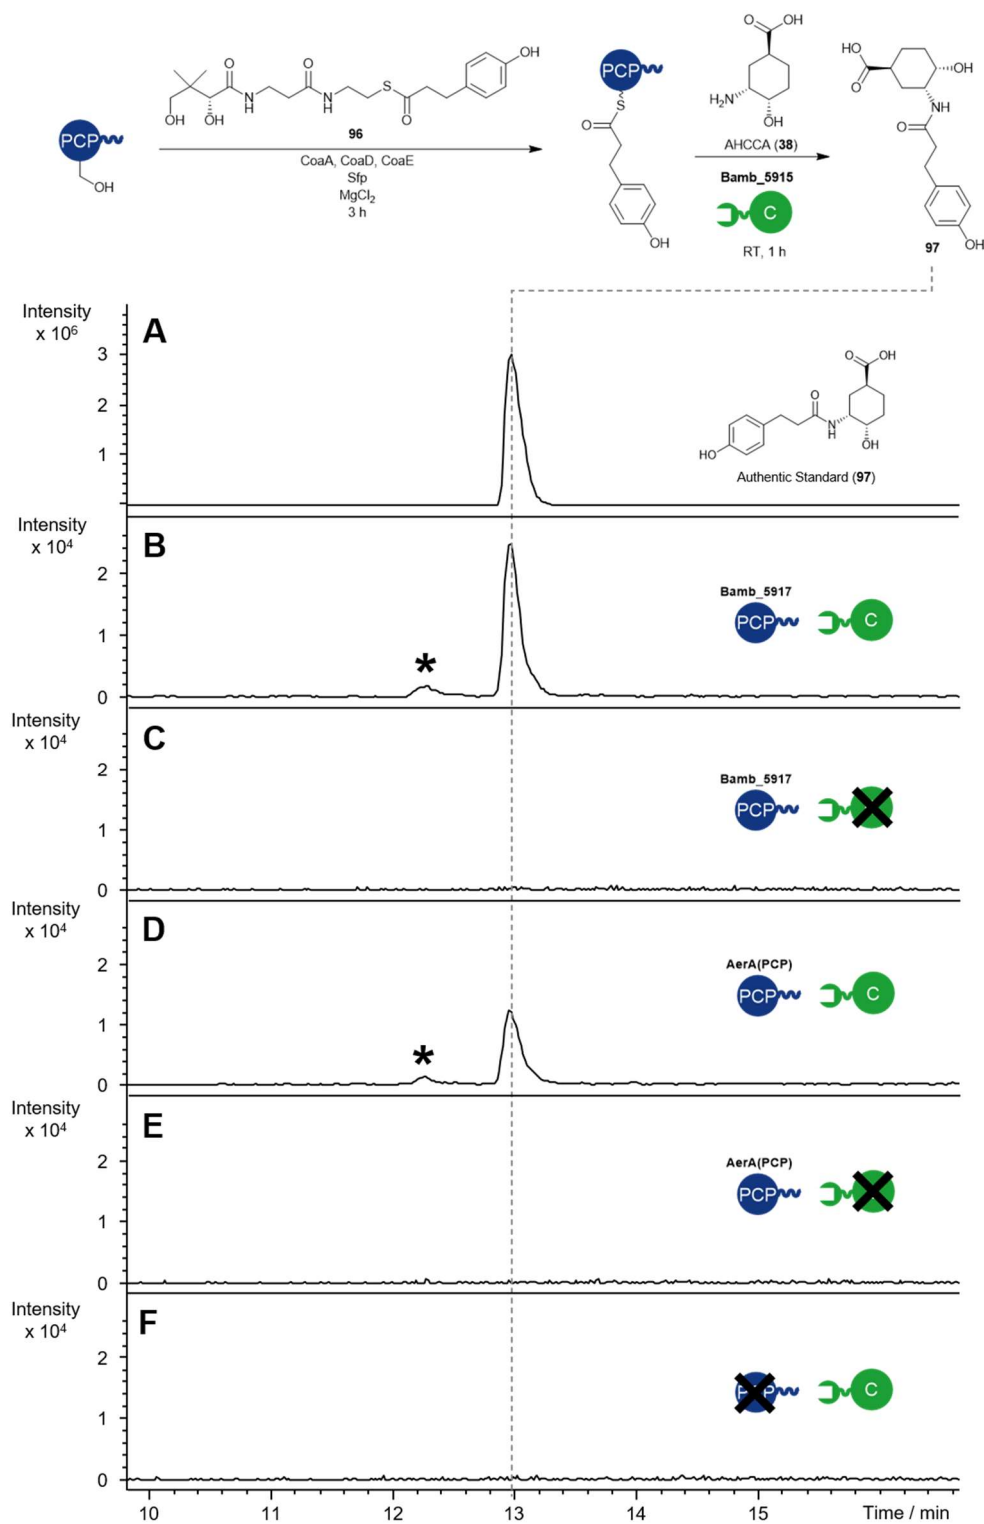 PCP
OH
O
O
OH
OH
N
H
N
H
S
O
OH
96
CoaA, CoaD, CoaE
Sfp
MgCl₂
3 h
PCP
S
O
OH
O
OH
H₂N
OH
AHCCA (38)
Bamb_5915
C
RT, 1 h
HO
O
OH
NH
O
OH
97
Intensity
x 10⁶
A
3
2
1
O
OH
O
N
H
OH
HO
Authentic Standard (97)
Intensity
x 10⁴
B
2
1
0
*
Bamb_5917
PCP
C
Intensity
x 10⁴
C
2
1
0
Bamb_5917
PCP
Intensity
x 10⁴
D
2
1
0
*
AerA(PCP)
PCP
C
Intensity
x 10⁴
E
2
1
0
AerA(PCP)
PCP
Intensity
x 10⁴
F
2
1
0
PCP
C
10 11 12 13 14 15 Time / min